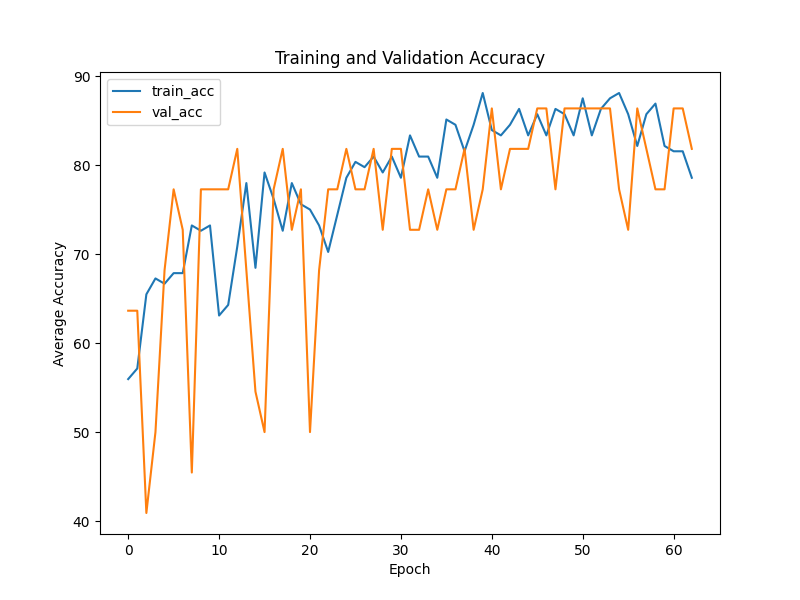 Training and Validation Accuracy
train_acc
val_acc
90
80
70
60
50
40
Average Accuracy
0 10 20 30 40 50 60
Epoch